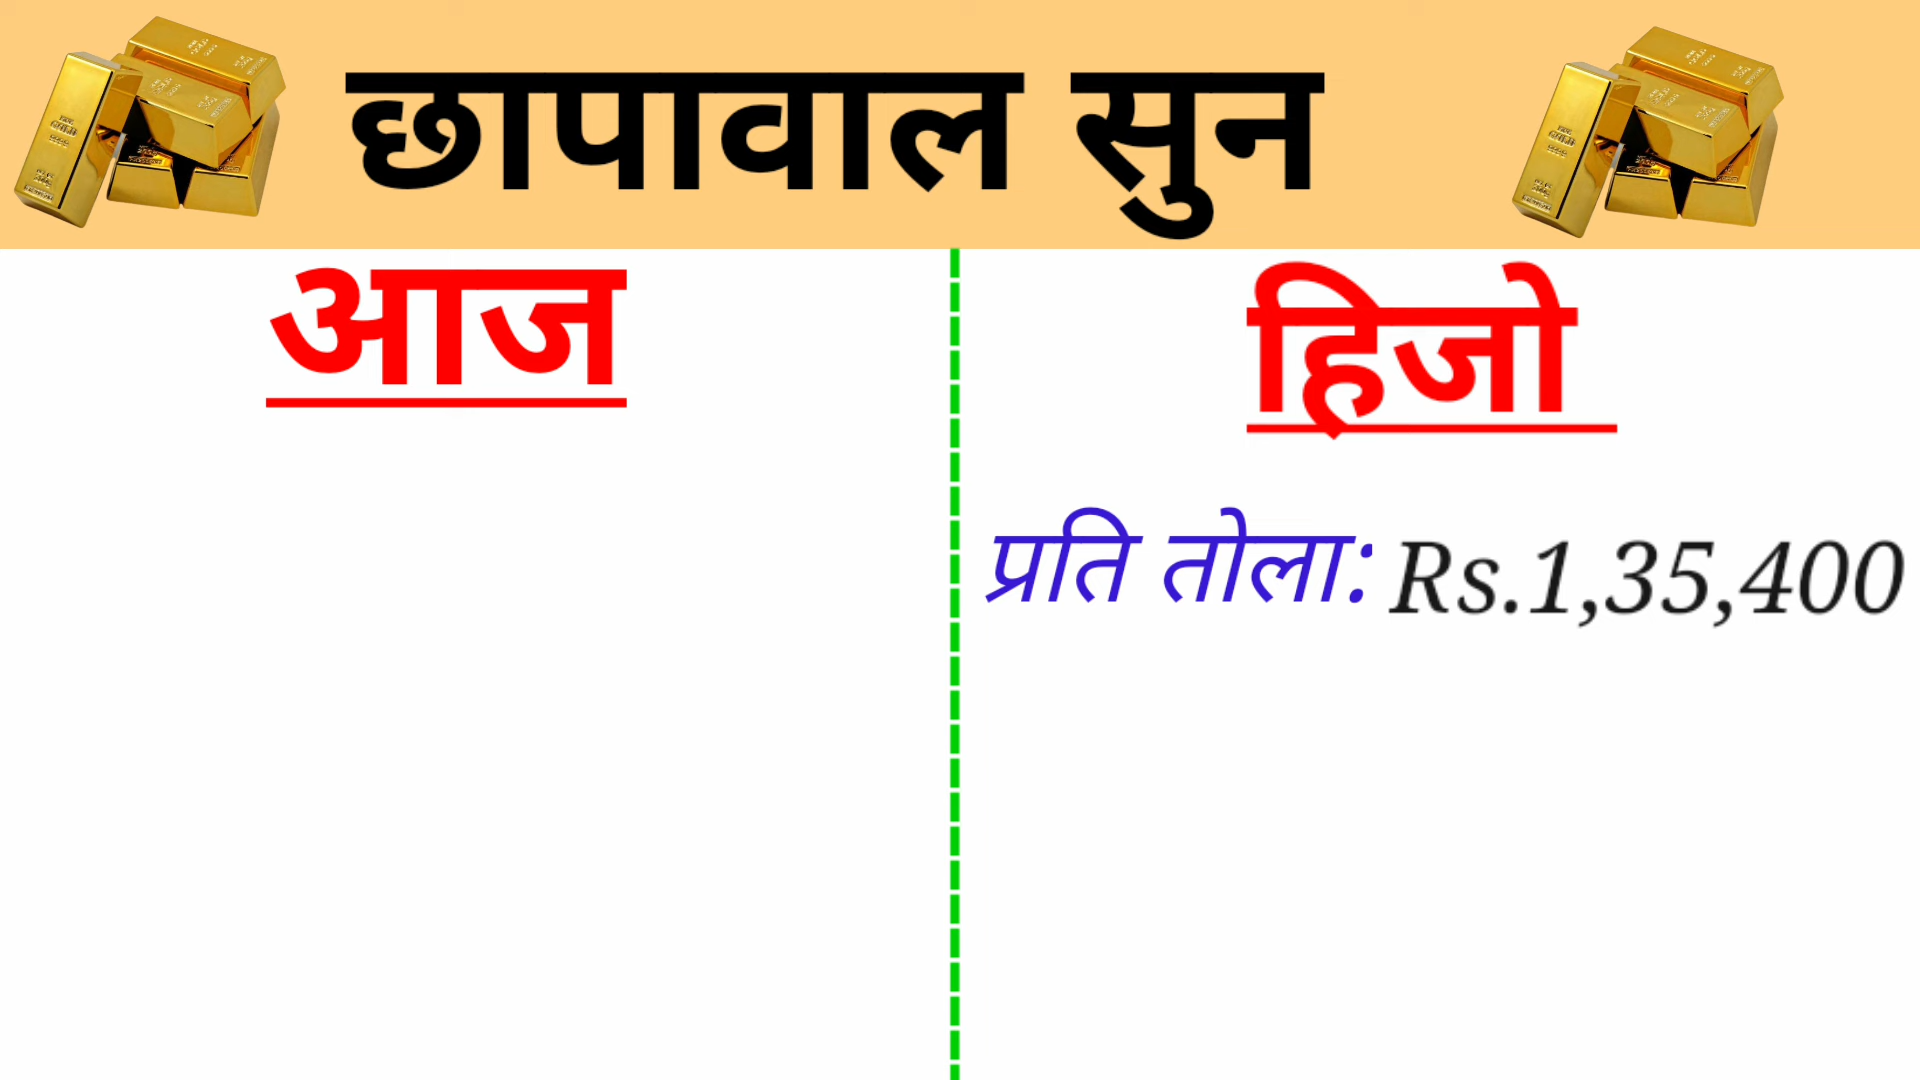 छापावाल सुन
आज
हिजो
प्रति तोला: Rs.1,35,400